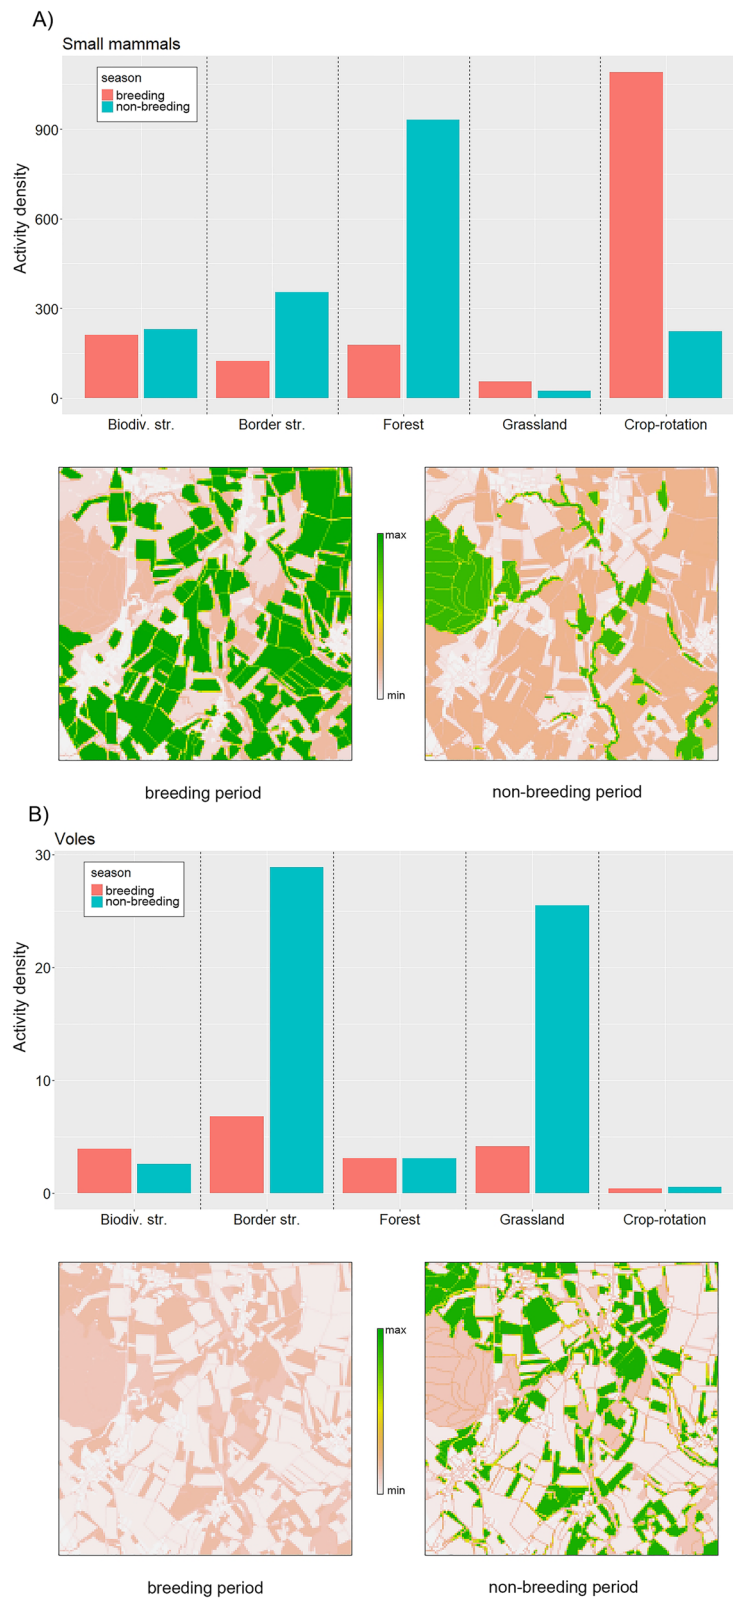 A)
Small mammals
season
breeding
non-breeding
Activity density
900
600
300
0
Biodiv. str.
Border str.
Forest
Grassland
Crop-rotation
max
min
breeding period
non-breeding period
B)
Voles
season
breeding
non-breeding
Activity density
30
20
10
0
Biodiv. str.
Border str.
Forest
Grassland
Crop-rotation
max
min
breeding period
non-breeding period